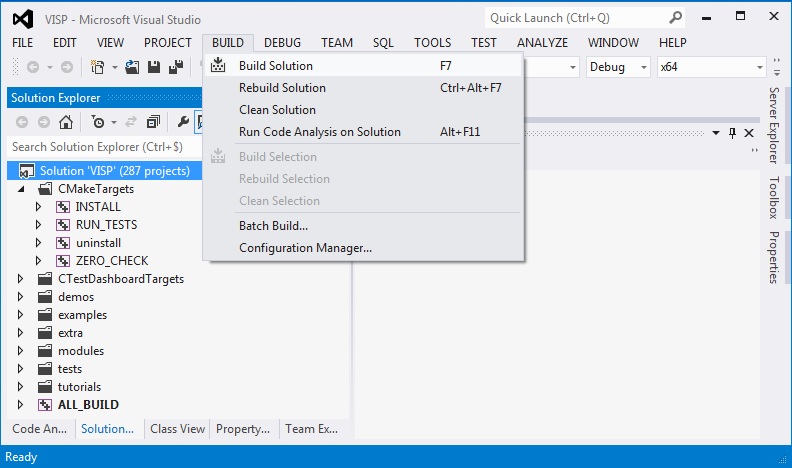 VISP - Microsoft Visual Studio
Quick Launch (Ctrl+Q)
FILE EDIT VIEW PROJECT BUILD DEBUG TEAM SQL TOOLS TEST ANALYZE WINDOW HELP
Debug x64
Build Solution F7
Rebuild Solution Ctrl+Alt+F7
Clean Solution
Run Code Analysis on Solution Alt+F11
Build Selection
Rebuild Selection
Clean Selection
Batch Build...
Configuration Manager...
Solution Explorer
Search Solution Explorer (Ctrl+$)
Solution 'VISP' (287 projects)
CMakeTargets
INSTALL
RUN_TESTS
uninstall
ZERO_CHECK
CTestDashboardTargets
demos
examples
extra
modules
tests
tutorials
ALL_BUILD
Code An... Solution... Class View Property... Team Ex...
Server Explorer
Toolbox
Properties
Ready